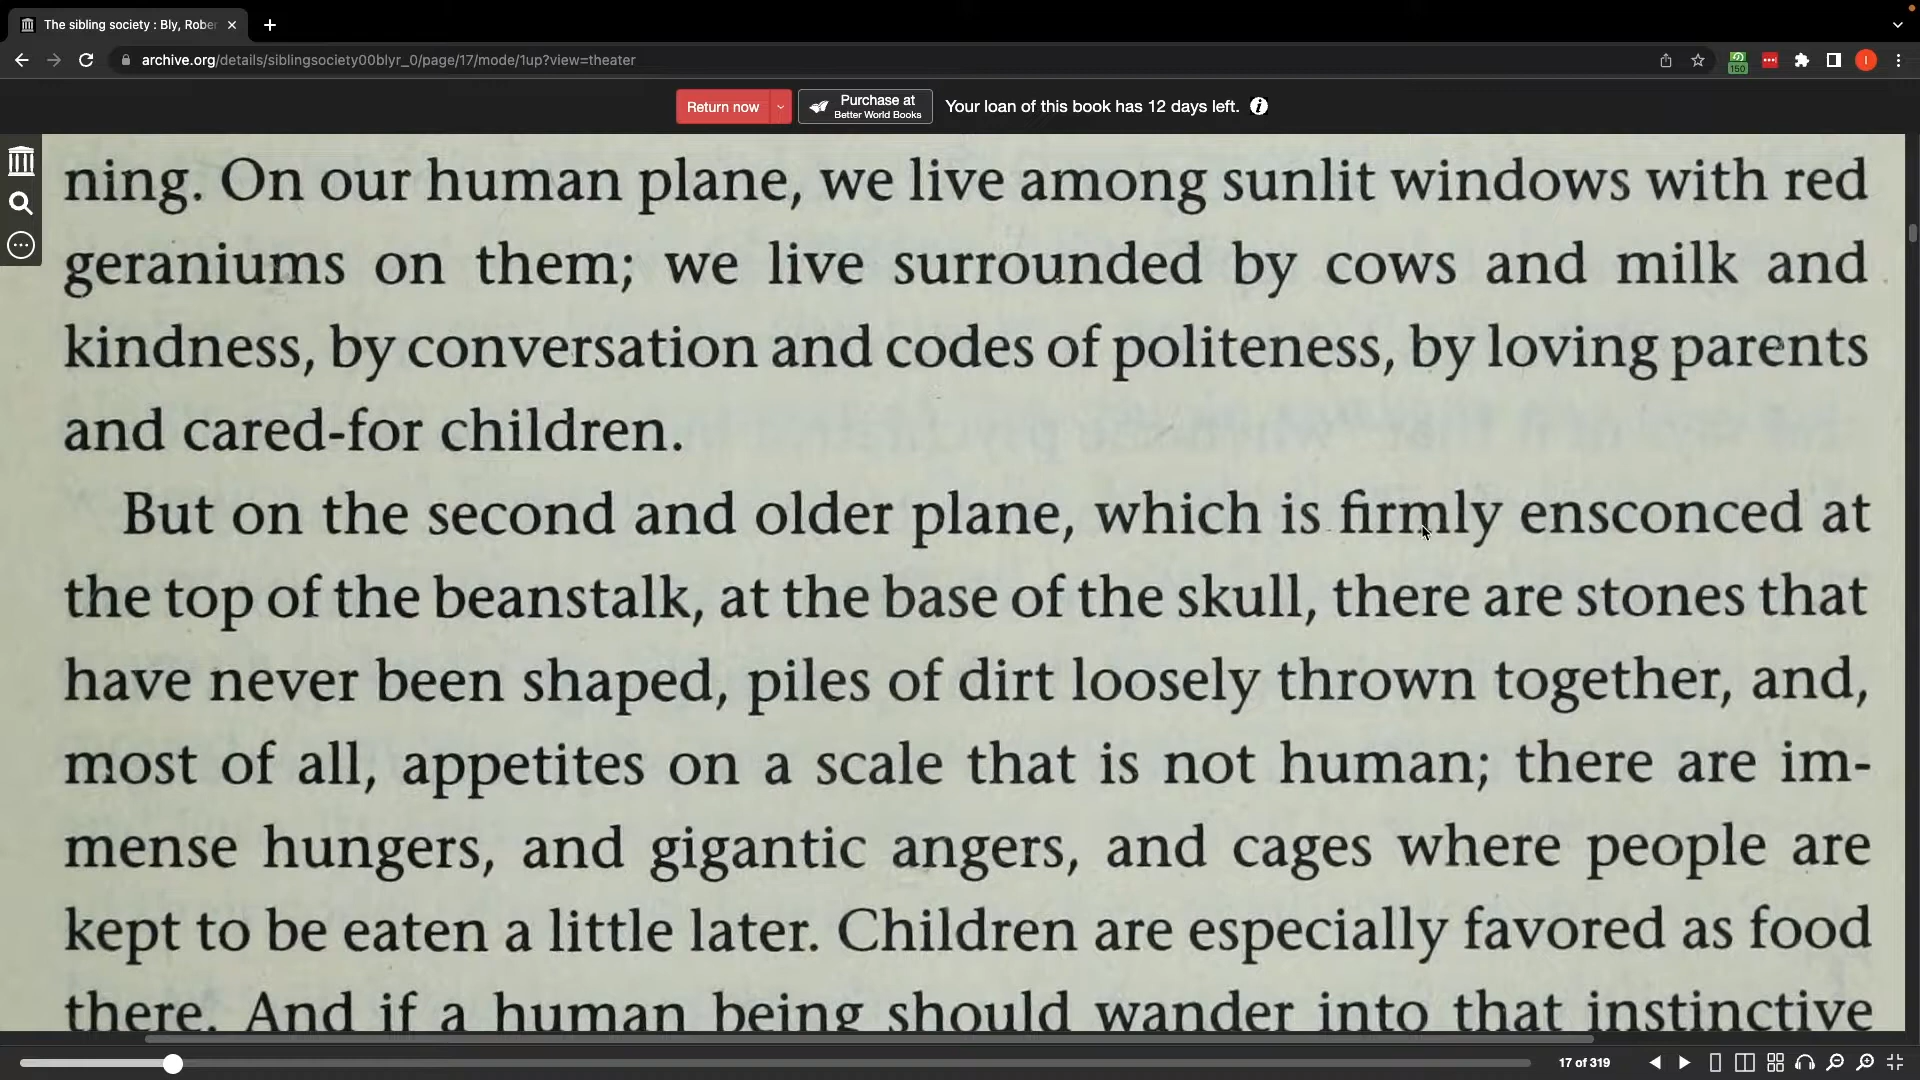 The sibling society : Bly, Rober
archive.org/details/siblingsociety00blyr_0/page/17/mode/1up?view=theater
150
I
Return now
Purchase at
Better World Books
Your loan of this book has 12 days left.
ning. On our human plane, we live among sunlit windows with red
geraniums on them; we live surrounded by cows and milk and
kindness, by conversation and codes of politeness, by loving parents
and cared-for children.
But on the second and older plane, which is firmly ensconced at
the top of the beanstalk, at the base of the skull, there are stones that
have never been shaped, piles of dirt loosely thrown together, and,
most of all, appetites on a scale that is not human; there are im-
mense hungers, and gigantic angers, and cages where people are
kept to be eaten a little later. Children are especially favored as food
there. And if a human being should wander into that instinctive
17 of 319